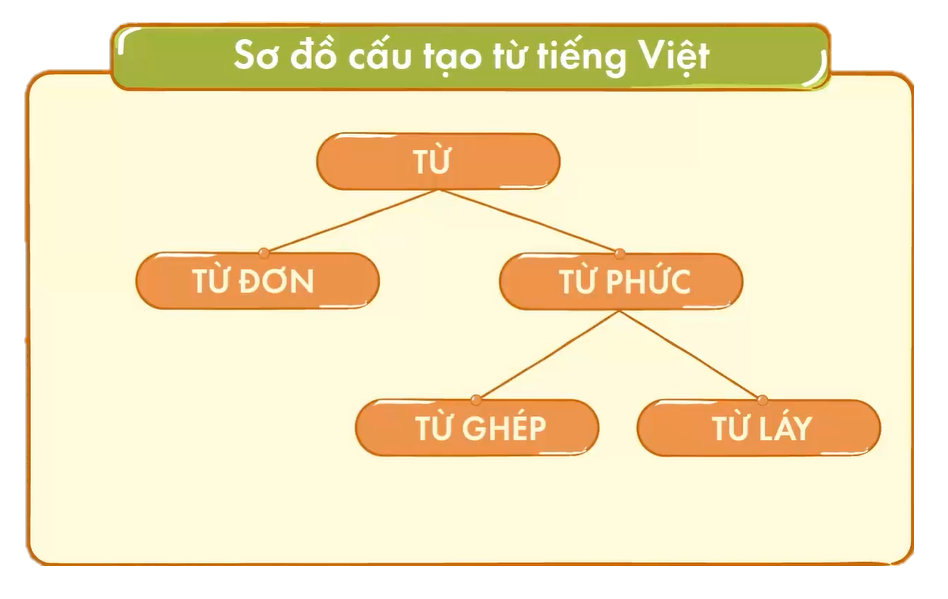 Sơ đồ cấu tạo từ tiếng Việt
TỪ
TỪ ĐƠN
TỪ PHỨC
TỪ GHÉP
TỪ LÁY